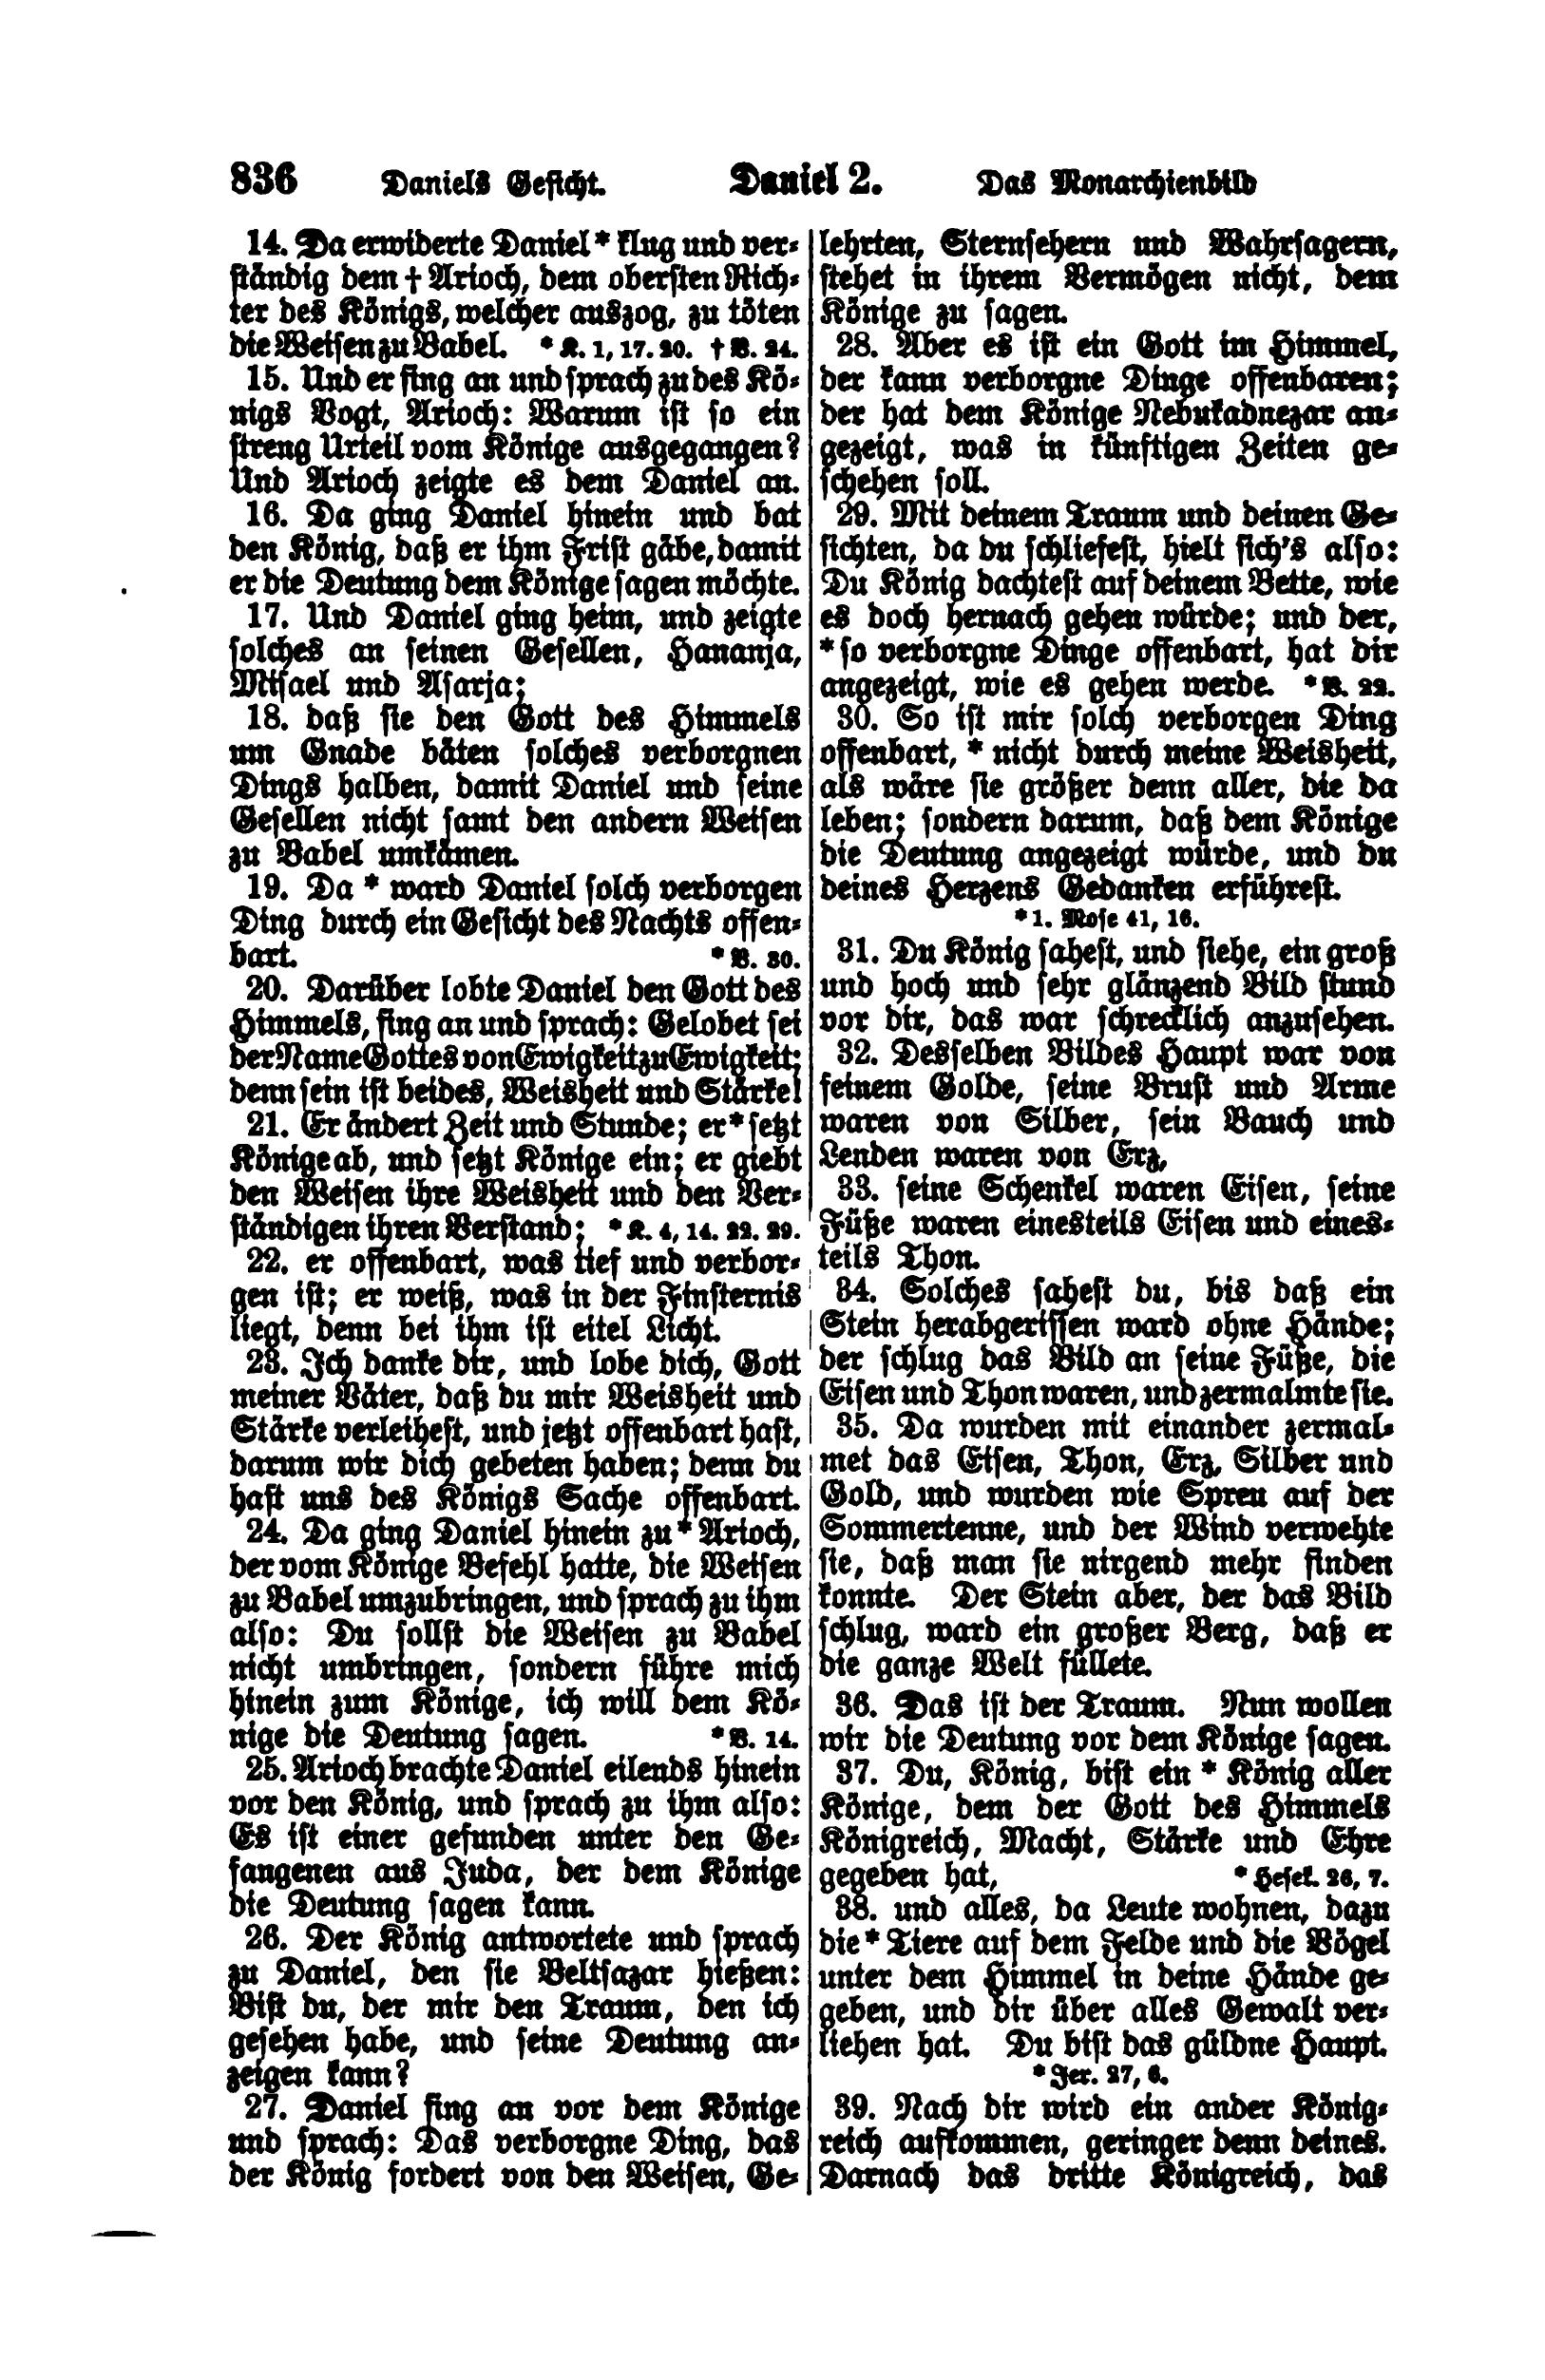 836 Daniels Gesicht. Daniel 2. Das Monarchienbild
14. Da erwiderte Daniel * klug und ver-
ständig dem † Arioch, dem obersten Rich-
ter des Königs, welcher auszog, zu töten
die Weisen zu Babel. * K. 1, 17. 20. † V. 24.
15. Und er fing an und sprach zu des Kö-
nigs Vogt, Arioch: Warum ist so ein
streng Urteil vom Könige ausgegangen?
Und Arioch zeigte es dem Daniel an.
16. Da ging Daniel hinein und bat
den König, daß er ihm Frist gäbe, damit
er die Deutung dem Könige sagen möchte.
17. Und Daniel ging heim, und zeigte
solches an seinen Gesellen, Hananja,
Misael und Asarja;
18. daß sie den Gott des Himmels
um Gnade bäten solches verborgnen
Dings halben, damit Daniel und seine
Gesellen nicht samt den andern Weisen
zu Babel umkämen.
19. Da * ward Daniel solch verborgen
Ding durch ein Gesicht des Nachts offen-
bart. * V. 30.
20. Darüber lobte Daniel den Gott des
Himmels, fing an und sprach: Gelobet sei
der Name Gottes von Ewigkeit zu Ewigkeit;
denn sein ist beides, Weisheit und Stärke!
21. Er ändert Zeit und Stunde; er * setzt
Könige ab, und setzt Könige ein; er giebt
den Weisen ihre Weisheit und den Ver-
ständigen ihren Verstand; * K. 4, 14. 22. 29.
22. er offenbart, was tief und verbor-
gen ist; er weiß, was in der Finsternis
liegt, denn bei ihm ist eitel Licht.
23. Ich danke dir, und lobe dich, Gott
meiner Väter, daß du mir Weisheit und
Stärke verleihest, und jetzt offenbart hast,
darum wir dich gebeten haben; denn du
hast uns des Königs Sache offenbart.
24. Da ging Daniel hinein zu * Arioch,
der vom Könige Befehl hatte, die Weisen
zu Babel umzubringen, und sprach zu ihm
also: Du sollst die Weisen zu Babel
nicht umbringen, sondern führe mich
hinein zum Könige, ich will dem Kö-
nige die Deutung sagen. * V. 14.
25. Arioch brachte Daniel eilends hinein
vor den König, und sprach zu ihm also:
Es ist einer gefunden unter den Ge-
fangenen aus Juda, der dem Könige
die Deutung sagen kann.
26. Der König antwortete und sprach
zu Daniel, den sie Beltsazar hießen:
Bist du, der mir den Traum, den ich
gesehen habe, und seine Deutung an-
zeigen kann?
27. Daniel fing an vor dem Könige
und sprach: Das verborgne Ding, das
der König fordert von den Weisen, Ge-
lehrten, Sternsehern und Wahrsagern,
stehet in ihrem Vermögen nicht, dem
Könige zu sagen.
28. Aber es ist ein Gott im Himmel,
der kann verborgne Dinge offenbaren;
der hat dem Könige Nebukadnezar an-
gezeigt, was in künftigen Zeiten ge-
schehen soll.
29. Mit deinem Traum und deinen Ge-
sichten, da du schliefest, hielt sich's also:
Du König dachtest auf deinem Bette, wie
es doch hernach gehen würde; und der,
* so verborgne Dinge offenbart, hat dir
angezeigt, wie es gehen werde. * V. 22.
30. So ist mir solch verborgen Ding
offenbart, * nicht durch meine Weisheit,
als wäre sie größer denn aller, die da
leben; sondern darum, daß dem Könige
die Deutung angezeigt würde, und du
deines Herzens Gedanken erführest.
* 1. Mose 41, 16.
31. Du König sahest, und siehe, ein groß
und hoch und sehr glänzend Bild stund
vor dir, das war schrecklich anzusehen.
32. Desselben Bildes Haupt war von
feinem Golde, seine Brust und Arme
waren von Silber, sein Bauch und
Lenden waren von Erz,
33. seine Schenkel waren Eisen, seine
Füße waren einesteils Eisen und eines-
teils Thon.
34. Solches sahest du, bis daß ein
Stein herabgerissen ward ohne Hände;
der schlug das Bild an seine Füße, die
Eisen und Thon waren, und zermalmte sie.
35. Da wurden mit einander zermal-
met das Eisen, Thon, Erz, Silber und
Gold, und wurden wie Spreu auf der
Sommertenne, und der Wind verwehte
sie, daß man sie nirgend mehr finden
konnte. Der Stein aber, der das Bild
schlug, ward ein großer Berg, daß er
die ganze Welt füllete.
36. Das ist der Traum. Nun wollen
wir die Deutung vor dem Könige sagen.
37. Du, König, bist ein * König aller
Könige, dem der Gott des Himmels
Königreich, Macht, Stärke und Ehre
gegeben hat, * Hesek. 26, 7.
38. und alles, da Leute wohnen, dazu
die * Tiere auf dem Felde und die Vögel
unter dem Himmel in deine Hände ge-
geben, und dir über alles Gewalt ver-
liehen hat. Du bist das güldne Haupt.
* Jer. 27, 6.
39. Nach dir wird ein ander König-
reich aufkommen, geringer denn deines.
Darnach das dritte Königreich, das